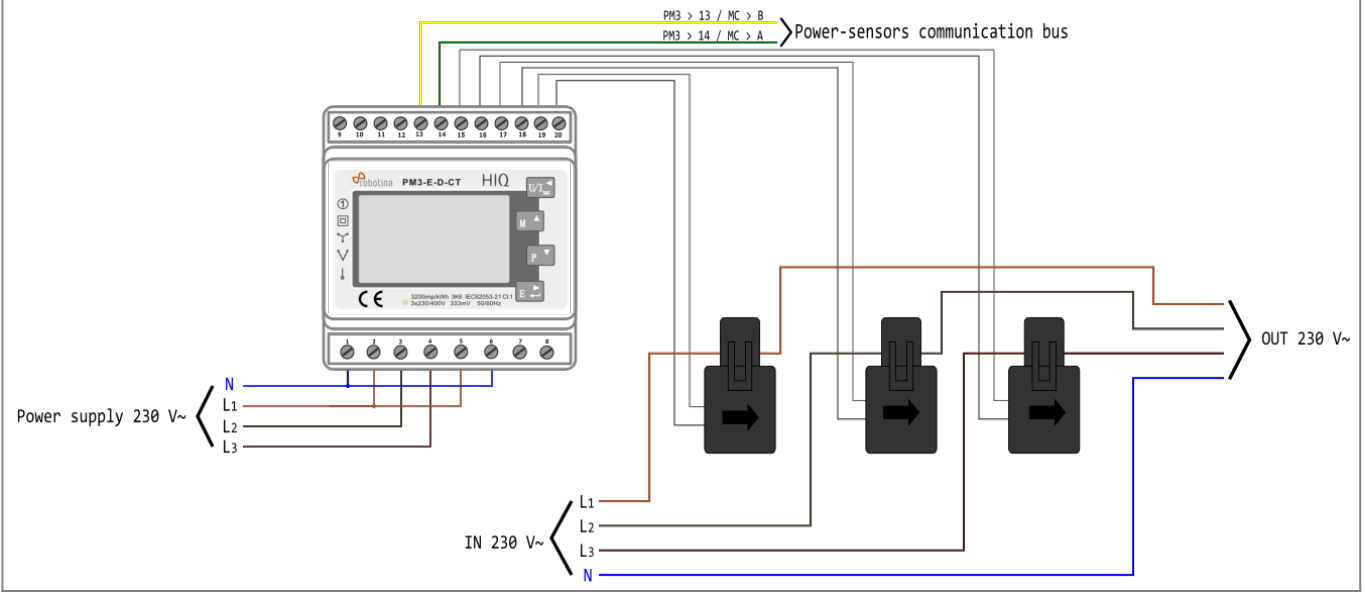 PM3 > 13 / MC > B
PM3 > 14 / MC > A
Power-sensors communication bus
9 10 11 12 13 14 15 16 17 18 19 20
robotina PM3-E-D-CT HIQ
U/I
M
P
E
CE 3200imp/kWh 3K6 IEC62053-21 Cl.1
3x230/400V 333mV 50/60Hz
1 2 3 4 5 6 7 8
Power supply 230 V~
N
L1
L2
L3
OUT 230 V~
IN 230 V~
L1
L2
L3
N